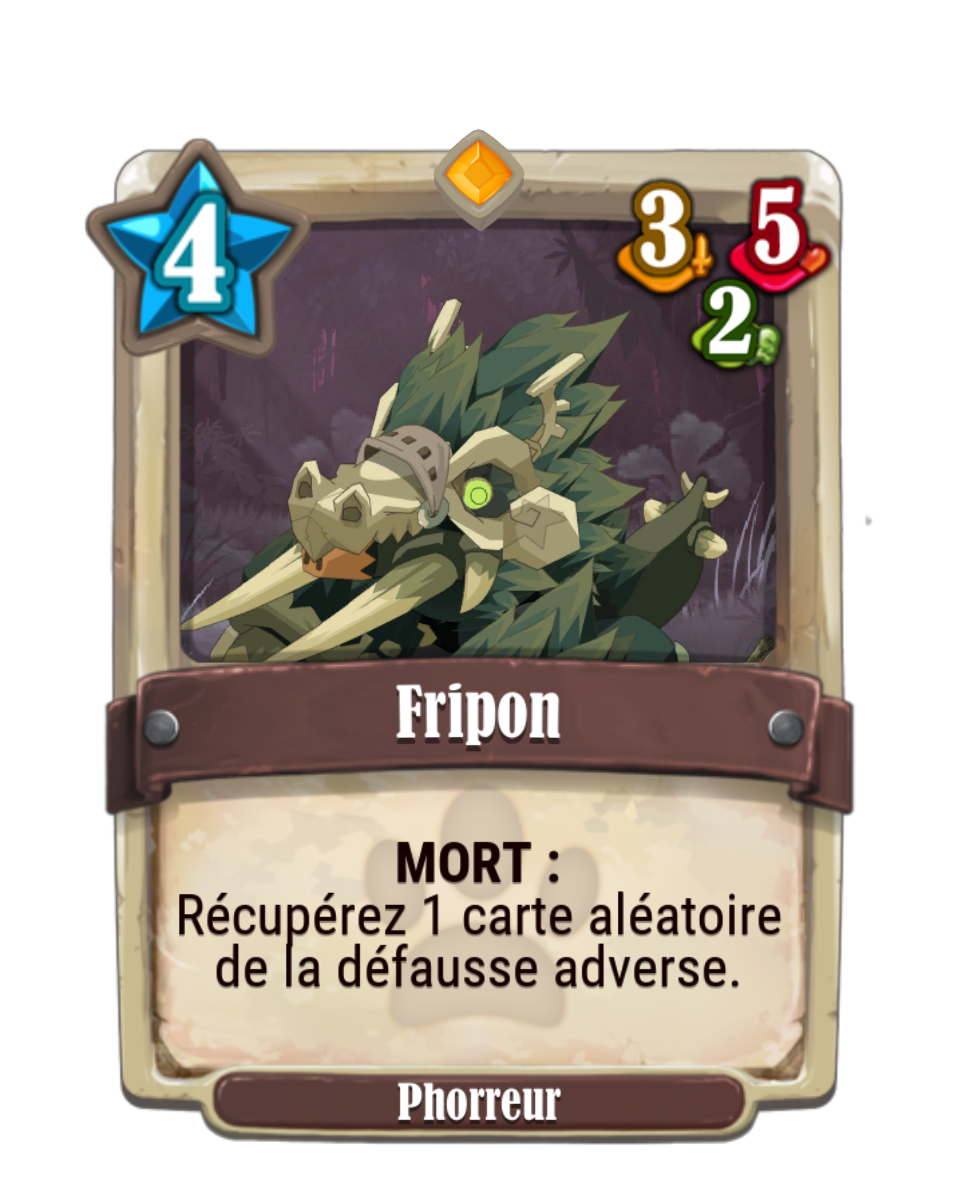 4
3
5
2
Fripon
MORT :
Récupérez 1 carte aléatoire
de la défausse adverse.
Phorreur